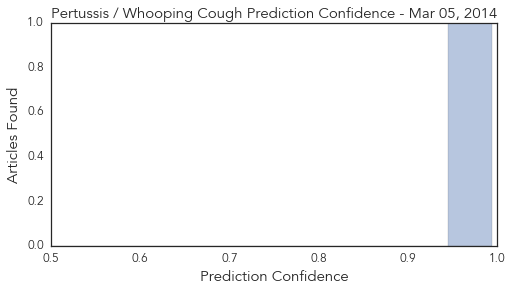 Pertussis / Whooping Cough Prediction Confidence - Mar 05, 2014
1.0
0.8
0.6
0.4
0.2
0.0
Articles Found
0.5 0.6 0.7 0.8 0.9 1.0
Prediction Confidence